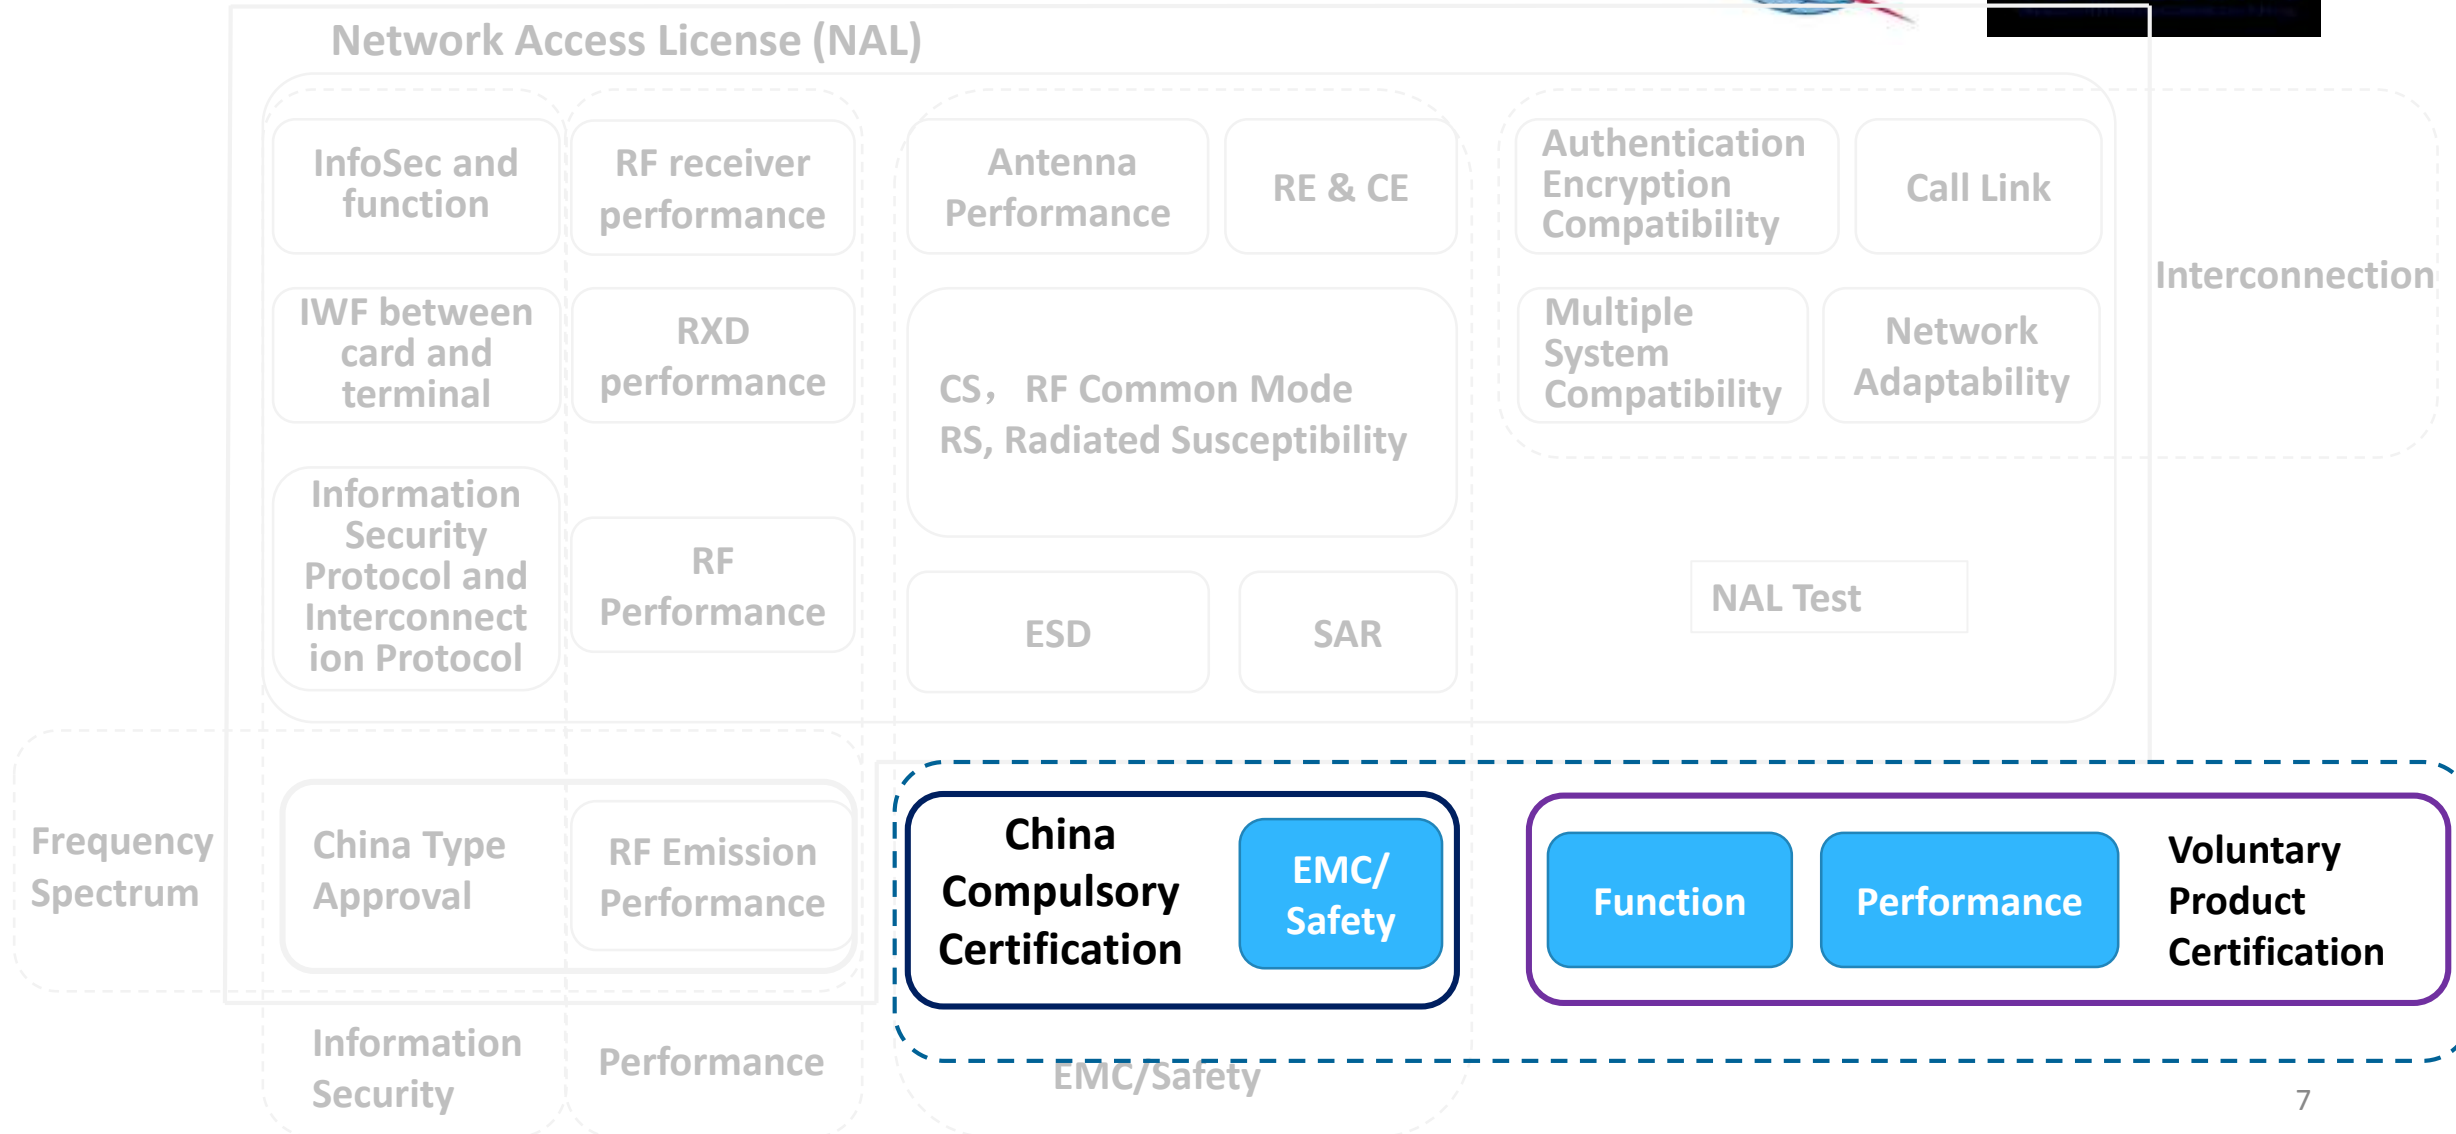 Network Access License (NAL)
InfoSec and
function
RF receiver
performance
Antenna
Performance
RE & CE
Authentication
Encryption
Compatibility
Call Link
Interconnection
IWF between
card and
terminal
RXD
performance
CS， RF Common Mode
RS, Radiated Susceptibility
Multiple
System
Compatibility
Network
Adaptability
Information
Security
Protocol and
Interconnect
ion Protocol
RF
Performance
ESD
SAR
NAL Test
Frequency
Spectrum
China Type
Approval
RF Emission
Performance
China
Compulsory
Certification
EMC/
Safety
Function
Performance
Voluntary
Product
Certification
Information
Security
Performance
EMC/Safety
7